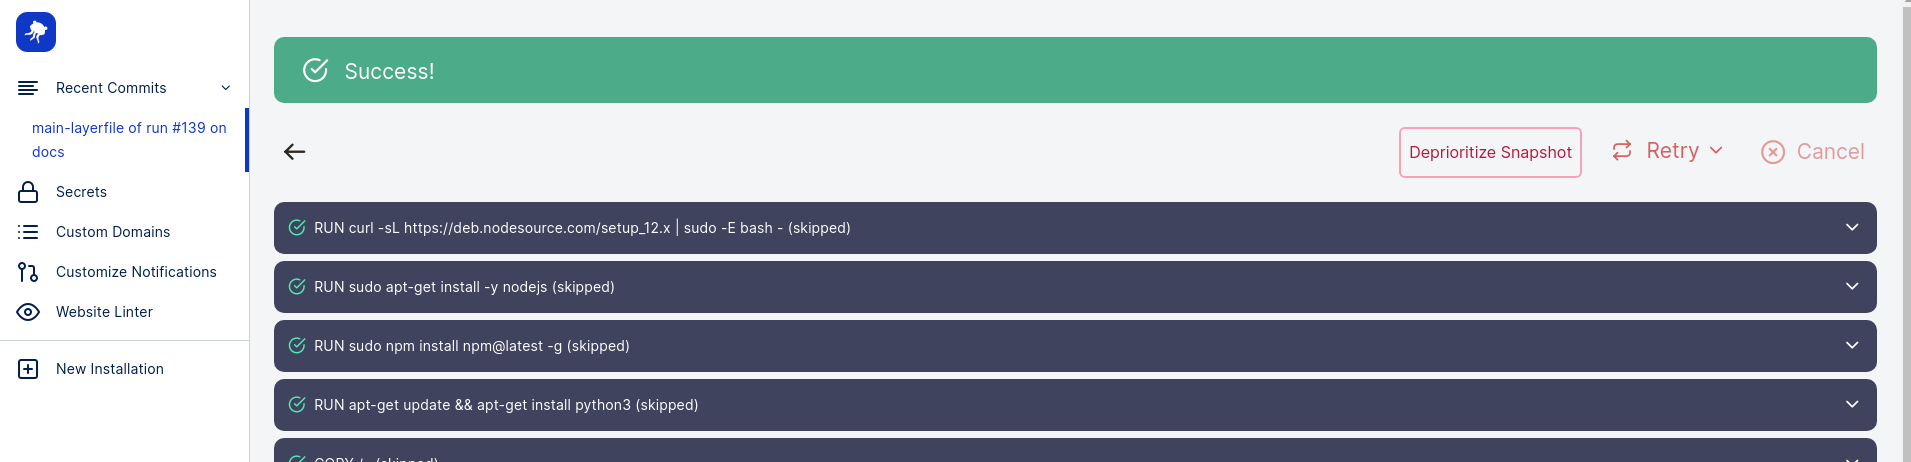 Success!
Recent Commits
main-layerfile of run #139 on
docs
Secrets
Custom Domains
Customize Notifications
Website Linter
New Installation
Deprioritize Snapshot
Retry
Cancel
RUN curl -sL https://deb.nodesource.com/setup_12.x | sudo -E bash - (skipped)
RUN sudo apt-get install -y nodejs (skipped)
RUN sudo npm install npm@latest -g (skipped)
RUN apt-get update && apt-get install python3 (skipped)